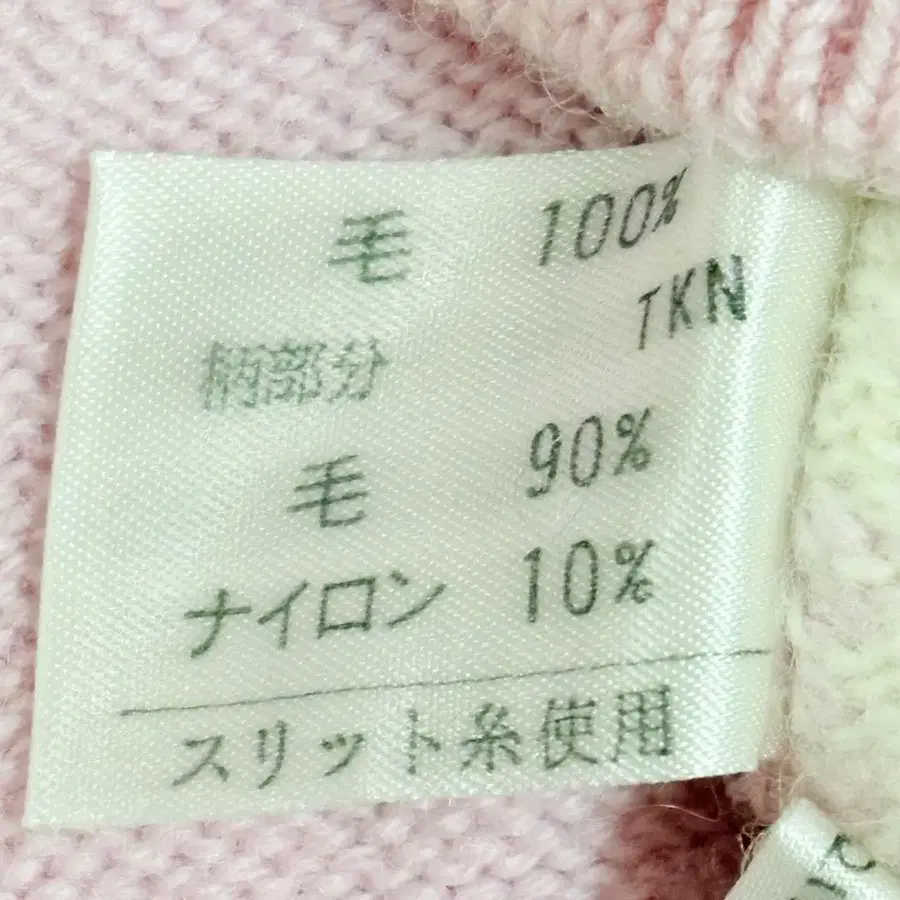 毛 100%
TKN
柄部分
毛 90%
ナイロン 10%
スリット糸使用